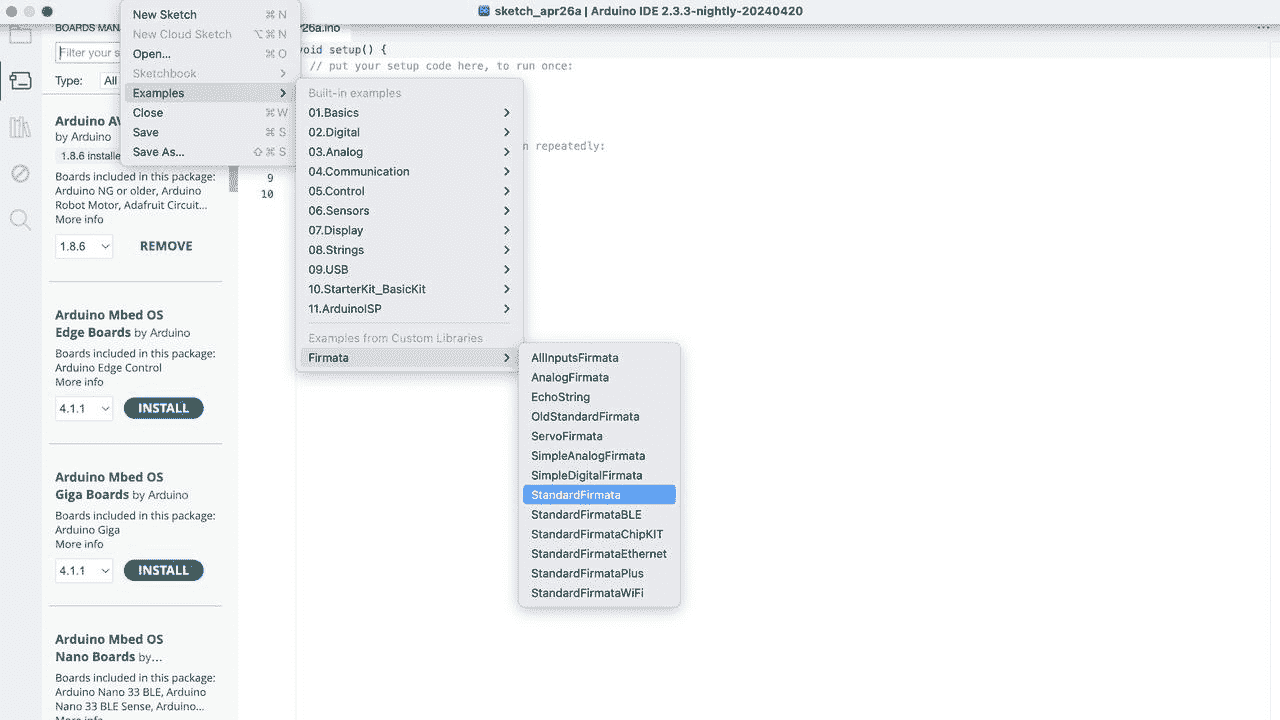 sketch_apr26a | Arduino IDE 2.3.3-nightly-20240420
New Sketch ⌘ N
New Cloud Sketch ⌥ ⌘ N
Open... ⌘ O
Sketchbook
Examples
Close ⌘ W
Save ⌘ S
Save As... ⇧ ⌘ S
BOARDS MANA
Filter your s
Type: All
Arduino AV
by Arduino
1.8.6 installe
Boards included in this package:
Arduino NG or older, Arduino
Robot Motor, Adafruit Circuit...
More info
1.8.6 REMOVE
Arduino Mbed OS
Edge Boards by Arduino
Boards included in this package:
Arduino Edge Control
More info
4.1.1 INSTALL
Arduino Mbed OS
Giga Boards by Arduino
Boards included in this package:
Arduino Giga
More info
4.1.1 INSTALL
Arduino Mbed OS
Nano Boards by...
Boards included in this package:
Arduino Nano 33 BLE, Arduino
Nano 33 BLE Sense, Arduino...
More info
26a.ino
void setup() {
// put your setup code here, to run once:
n repeatedly:
9
10
Built-in examples
01.Basics
02.Digital
03.Analog
04.Communication
05.Control
06.Sensors
07.Display
08.Strings
09.USB
10.StarterKit_BasicKit
11.ArduinoISP
Examples from Custom Libraries
Firmata
AllInputsFirmata
AnalogFirmata
EchoString
OldStandardFirmata
ServoFirmata
SimpleAnalogFirmata
SimpleDigitalFirmata
StandardFirmata
StandardFirmataBLE
StandardFirmataChipKIT
StandardFirmataEthernet
StandardFirmataPlus
StandardFirmataWiFi